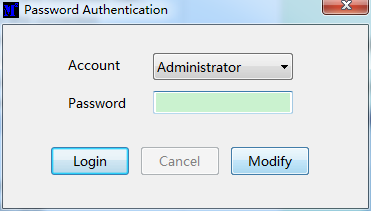 Password Authentication
Account Administrator
Password
Login Cancel Modify